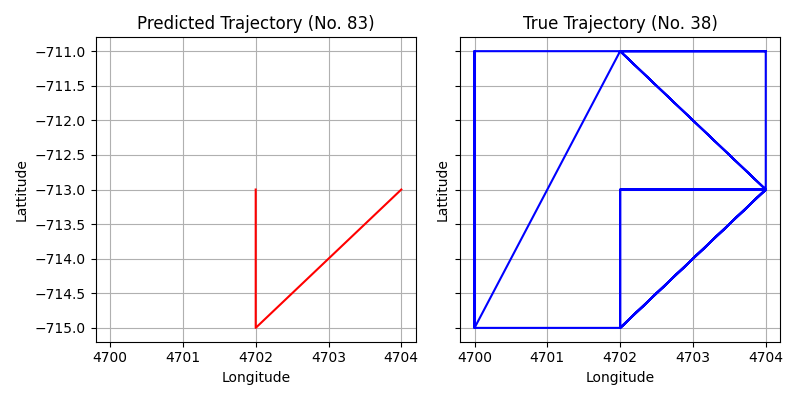 Predicted Trajectory (No. 83)
True Trajectory (No. 38)
−711.0
−711.5
−712.0
−712.5
−713.0
−713.5
−714.0
−714.5
−715.0
Lattitude
Lattitude
4700 4701 4702 4703 4704
4700 4701 4702 4703 4704
Longitude
Longitude